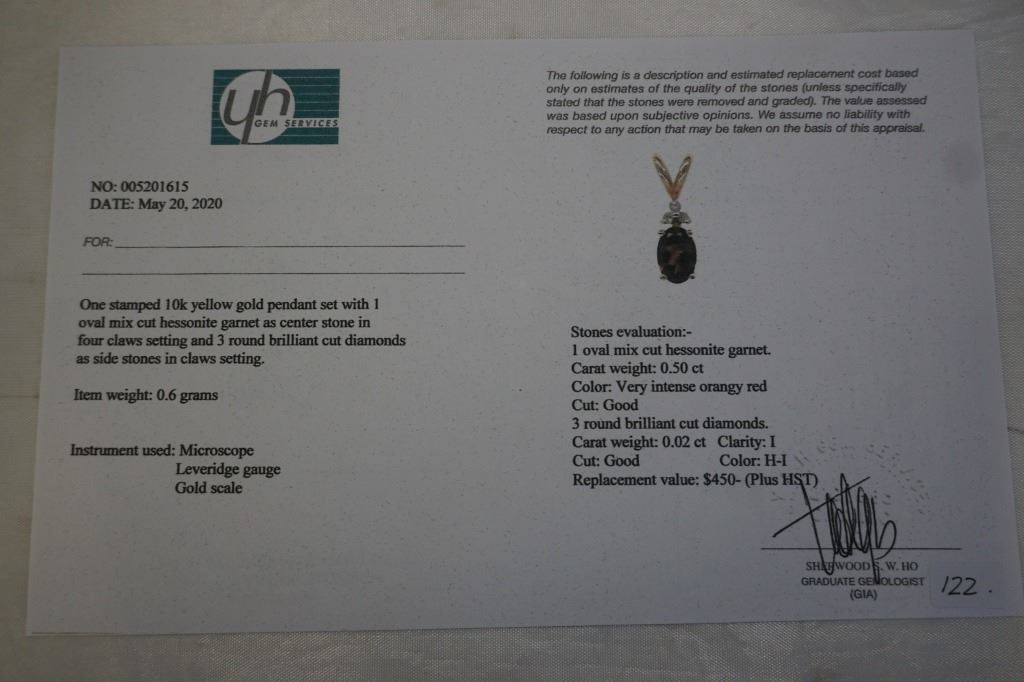 yh
GEM SERVICES
NO: 005201615
DATE: May 20, 2020
FOR:
One stamped 10k yellow gold pendant set with 1
oval mix cut hessonite garnet as center stone in
four claws setting and 3 round brilliant cut diamonds
as side stones in claws setting.
Item weight: 0.6 grams
Instrument used: Microscope
Leveridge gauge
Gold scale
The following is a description and estimated replacement cost based
only on estimates of the quality of the stones (unless specifically
stated that the stones were removed and graded). The value assessed
was based upon subjective opinions. We assume no liability with
respect to any action that may be taken on the basis of this appraisal.
Stones evaluation:-
1 oval mix cut hessonite garnet.
Carat weight: 0.50 ct
Color: Very intense orangy red
Cut: Good
3 round brilliant cut diamonds.
Carat weight: 0.02 ct Clarity: I
Cut: Good Color: H-I
Replacement value: $450- (Plus HST)
SHERWOOD S. W. HO
GRADUATE GEMOLOGIST
(GIA)
122.